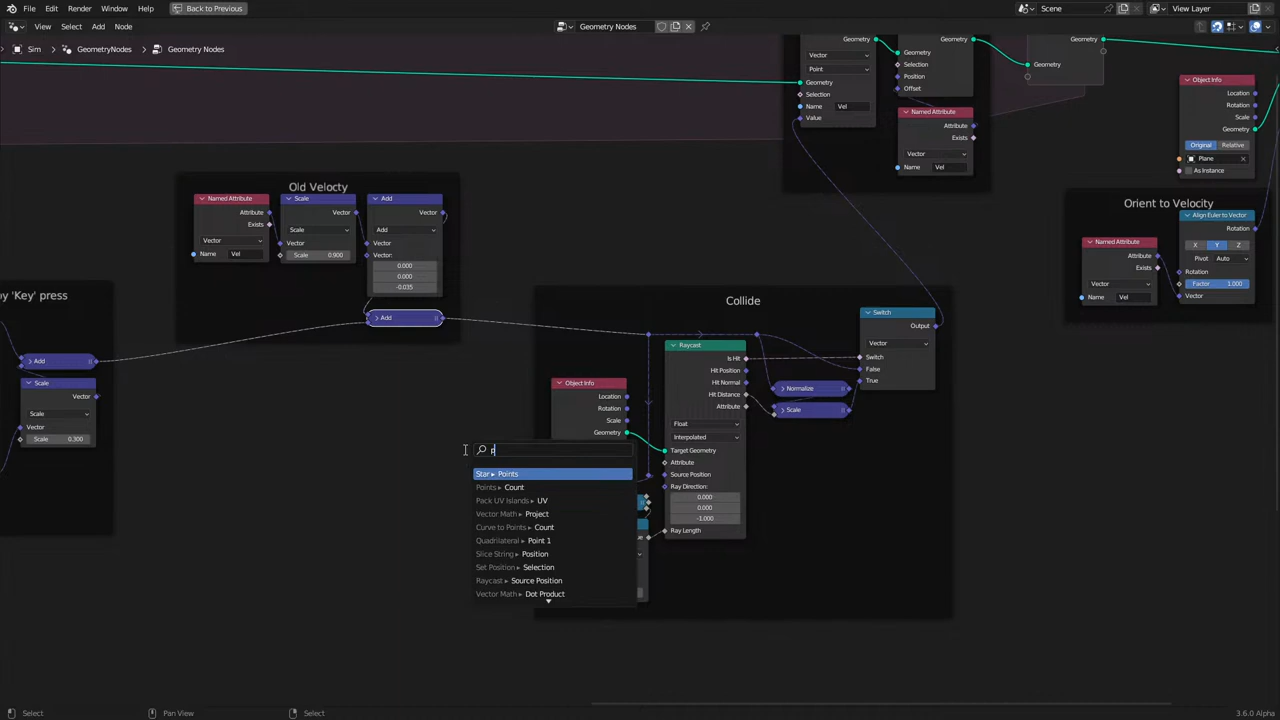 File Edit Render Window Help Back to Previous Scene View Layer
View Select Add Node Geometry Nodes
Sim GeometryNodes Geometry Nodes
Geometry Geometry Geometry
Vector Geometry
Point Selection Geometry
Geometry Position
Selection Offset
Name Vel
Value
Named Attribute
Attribute
Exists
Vector
Name Vel
Object Info
Location
Rotation
Scale
Geometry
Original Relative
Plane
As Instance
Old Velocty
Named Attribute
Attribute
Exists
Vector
Name Vel
Scale
Vector
Scale
Vector
Scale 0.900
Add
Vector
Add
Vector
Vector:
0.000
0.000
-0.035
Add
Orient to Velocity
Align Euler to Vector
Rotation
X Y Z
Pivot Auto
Rotation
Factor 1.000
Vector
Named Attribute
Attribute
Exists
Vector
Name Vel
y 'Key' press
Add
Scale
Vector
Scale
Vector
Scale 0.300
Collide
Object Info
Location
Rotation
Scale
Geometry
Raycast
Is Hit
Hit Position
Hit Normal
Hit Distance
Attribute
Float
Interpolated
Target Geometry
Attribute
Source Position
Ray Direction:
0.000
0.000
-1.000
Ray Length
Normalize
Scale
Switch
Output
Vector
Switch
False
True
p
Star ▸ Points
Points ▸ Count
Pack UV Islands ▸ UV
Vector Math ▸ Project
Curve to Points ▸ Count
Quadrilateral ▸ Point 1
Slice String ▸ Position
Set Position ▸ Selection
Raycast ▸ Source Position
Vector Math ▸ Dot Product
Select Pan View Select 3.6.0 Alpha